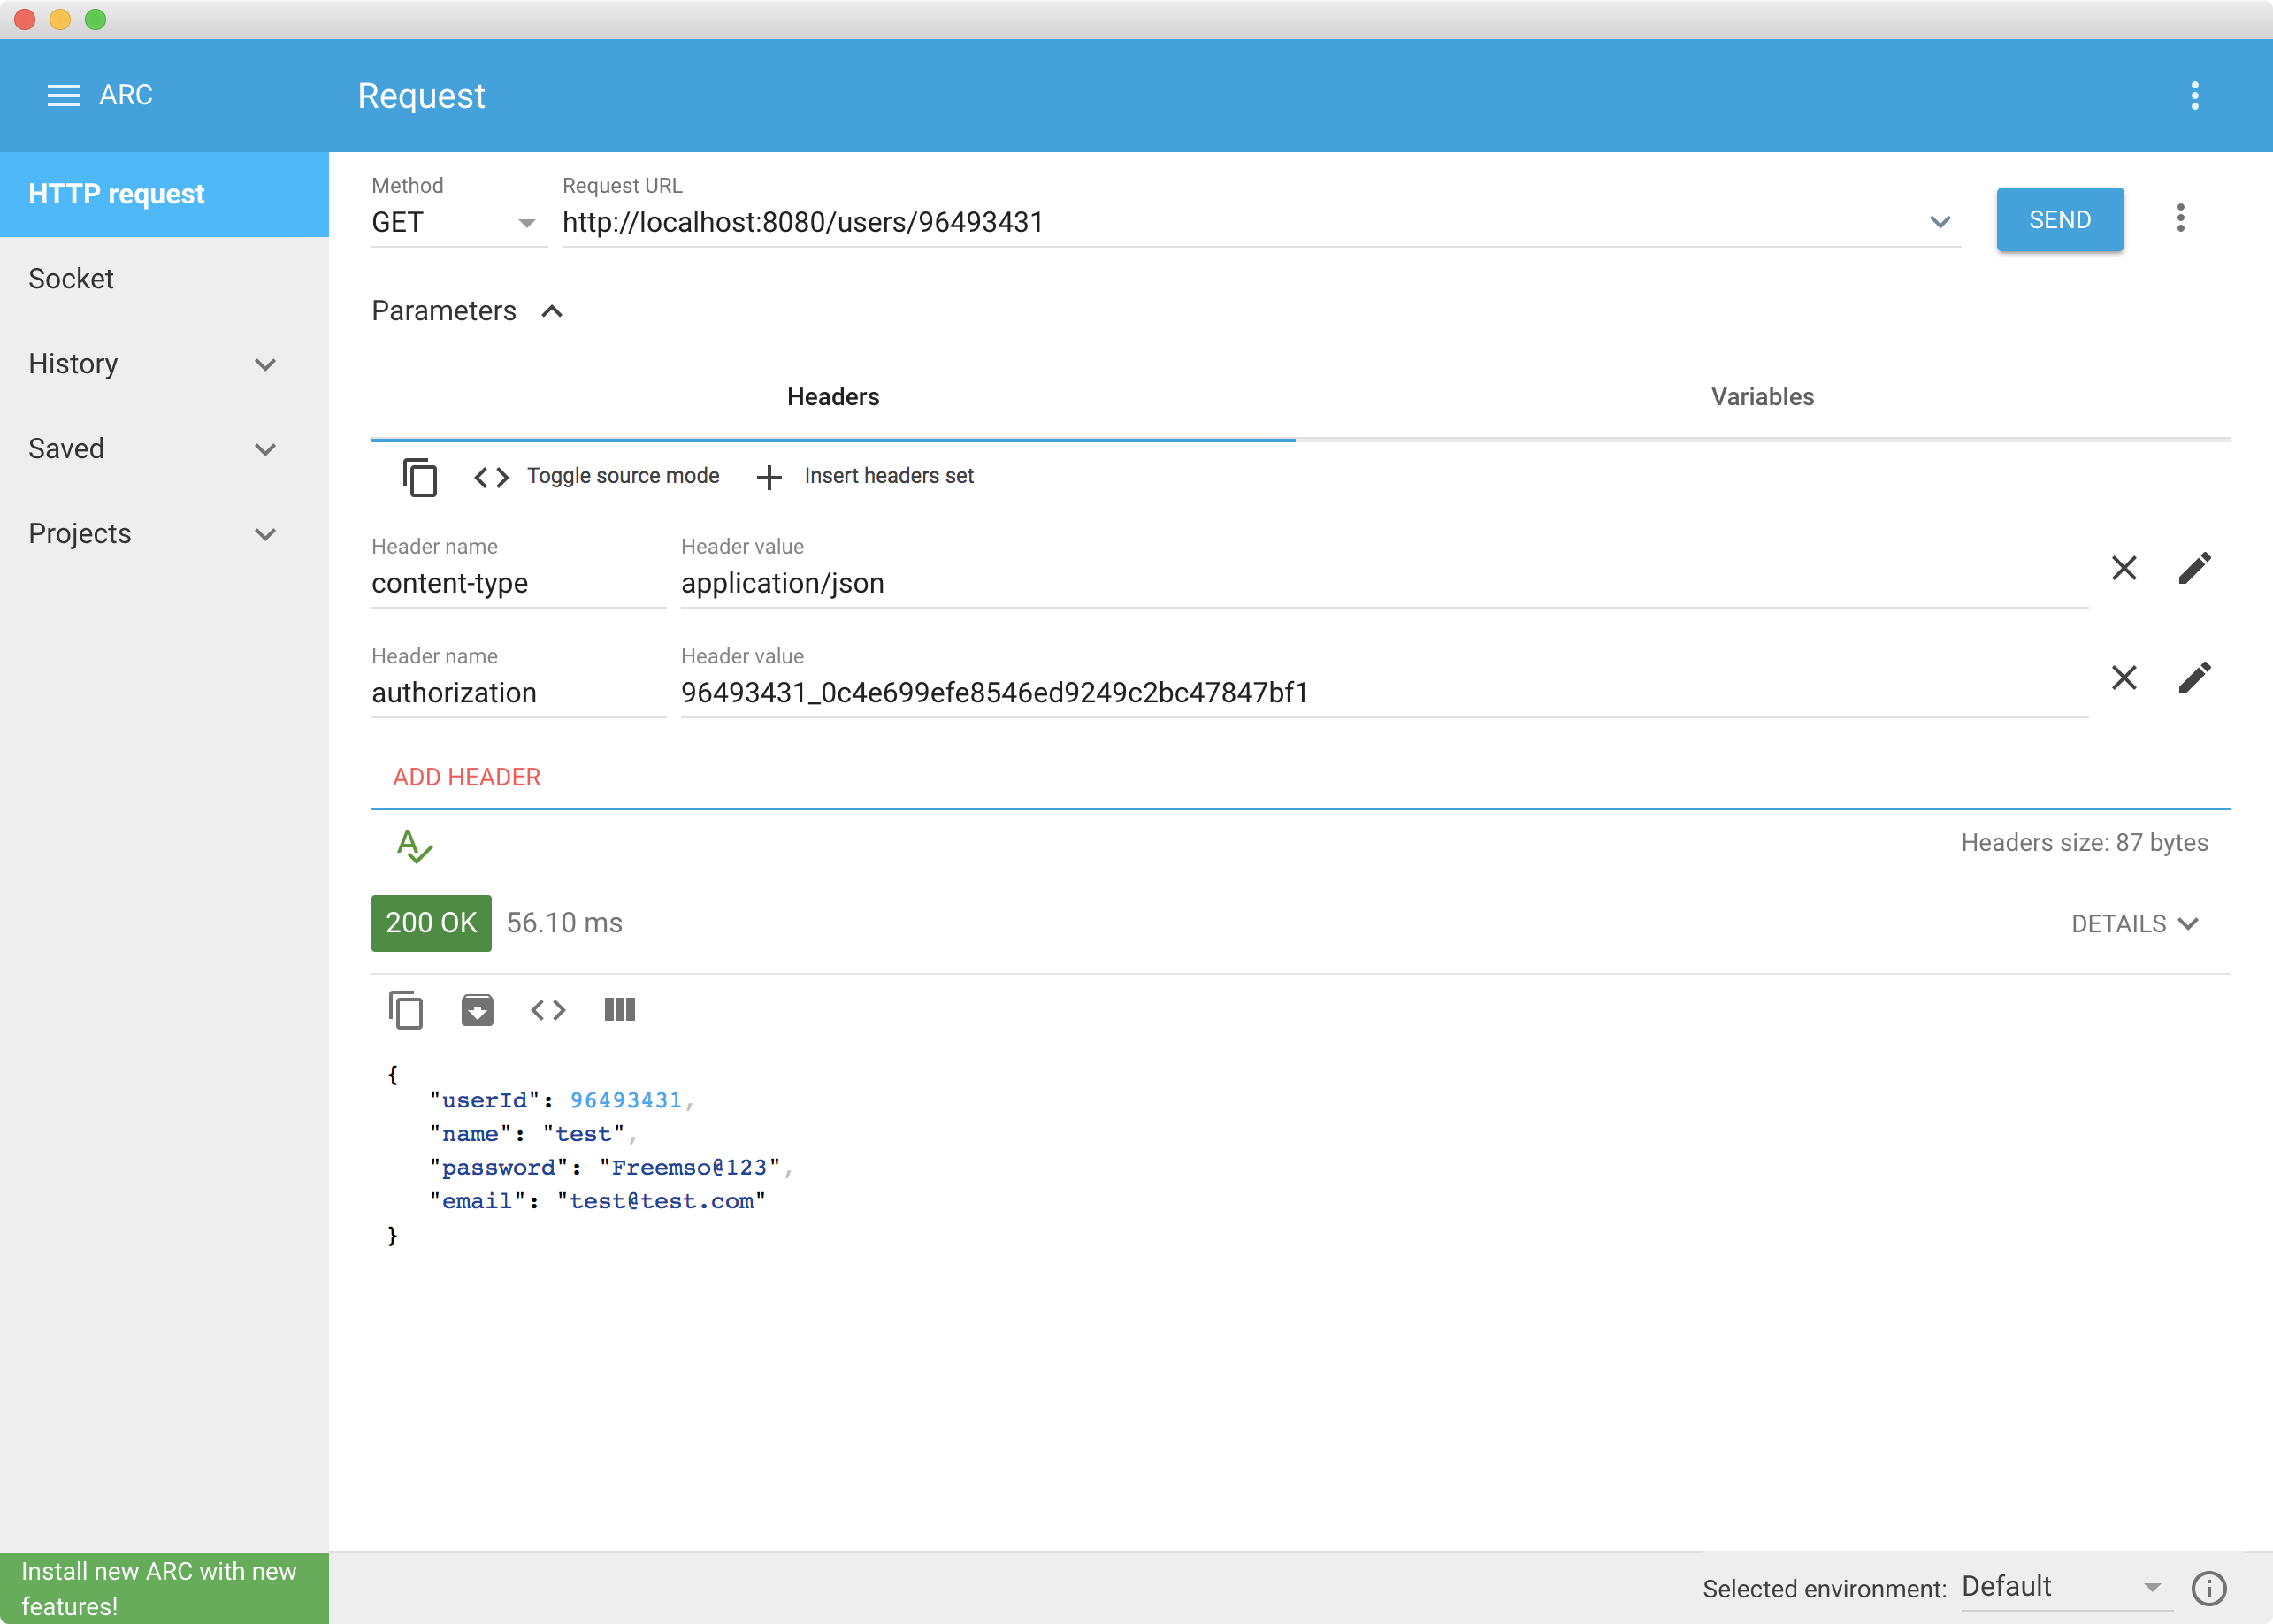 ARC
Request
HTTP request
Socket
History
Saved
Projects
Method
Request URL
GET
http://localhost:8080/users/96493431
SEND
Parameters
Headers
Variables
Toggle source mode
Insert headers set
Header name
Header value
content-type
application/json
Header name
Header value
authorization
96493431_0c4e699efe8546ed9249c2bc47847bf1
ADD HEADER
Headers size: 87 bytes
200 OK
56.10 ms
DETAILS
{
"userId": 96493431,
"name": "test",
"password": "Freemso@123",
"email": "test@test.com"
}
Install new ARC with new
features!
Selected environment:
Default